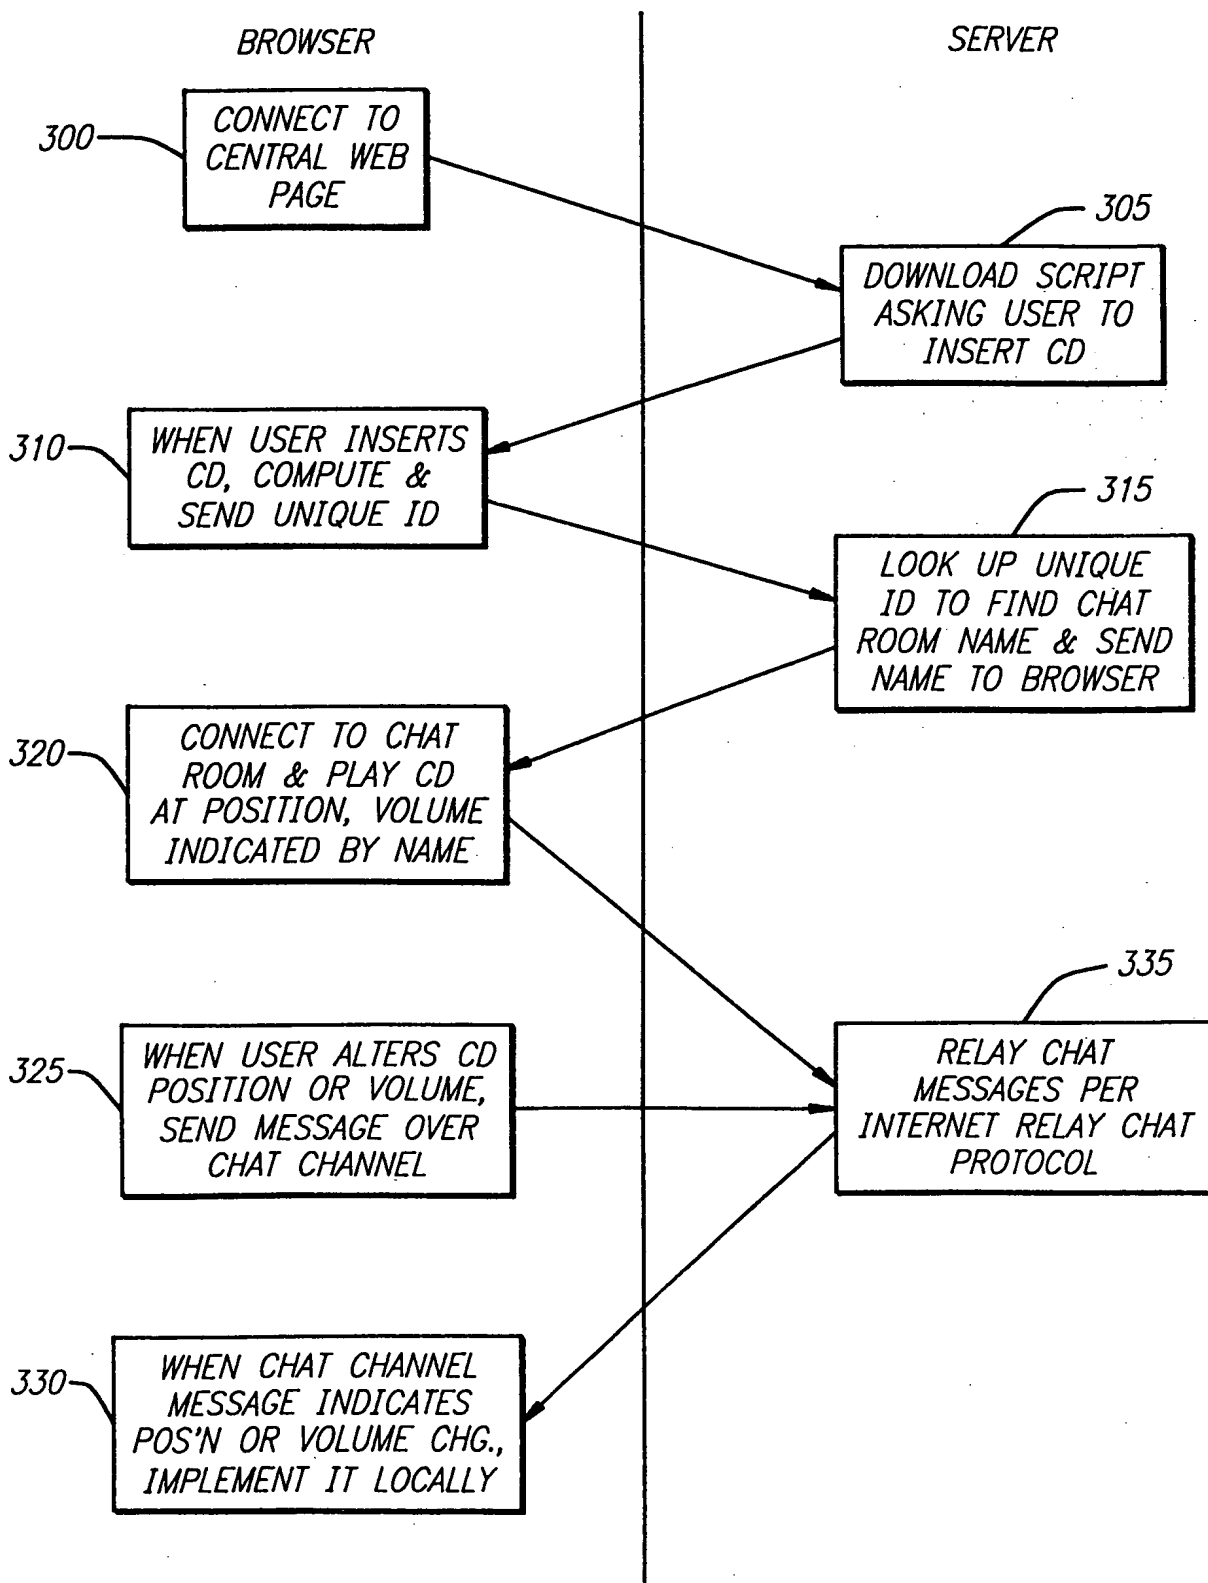 BROWSER
SERVER
300
CONNECT TO
CENTRAL WEB
PAGE
305
DOWNLOAD SCRIPT
ASKING USER TO
INSERT CD
310
WHEN USER INSERTS
CD, COMPUTE &
SEND UNIQUE ID
315
LOOK UP UNIQUE
ID TO FIND CHAT
ROOM NAME & SEND
NAME TO BROWSER
320
CONNECT TO CHAT
ROOM & PLAY CD
AT POSITION, VOLUME
INDICATED BY NAME
335
RELAY CHAT
MESSAGES PER
INTERNET RELAY CHAT
PROTOCOL
325
WHEN USER ALTERS CD
POSITION OR VOLUME,
SEND MESSAGE OVER
CHAT CHANNEL
330
WHEN CHAT CHANNEL
MESSAGE INDICATES
POS'N OR VOLUME CHG.,
IMPLEMENT IT LOCALLY